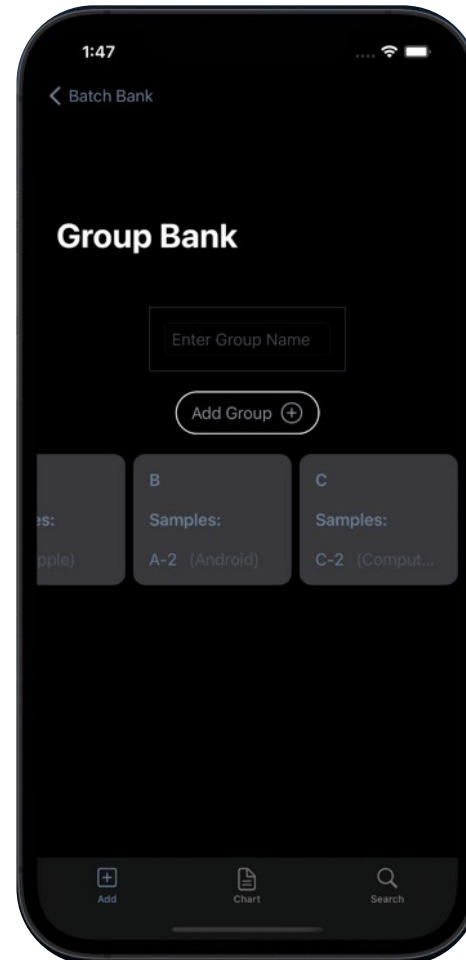 1:47
Batch Bank
Group Bank
Enter Group Name
Add Group
B
C
es:
Samples:
Samples:
pple)
A-2 (Android)
C-2 (Comput...
Add
Chart
Search